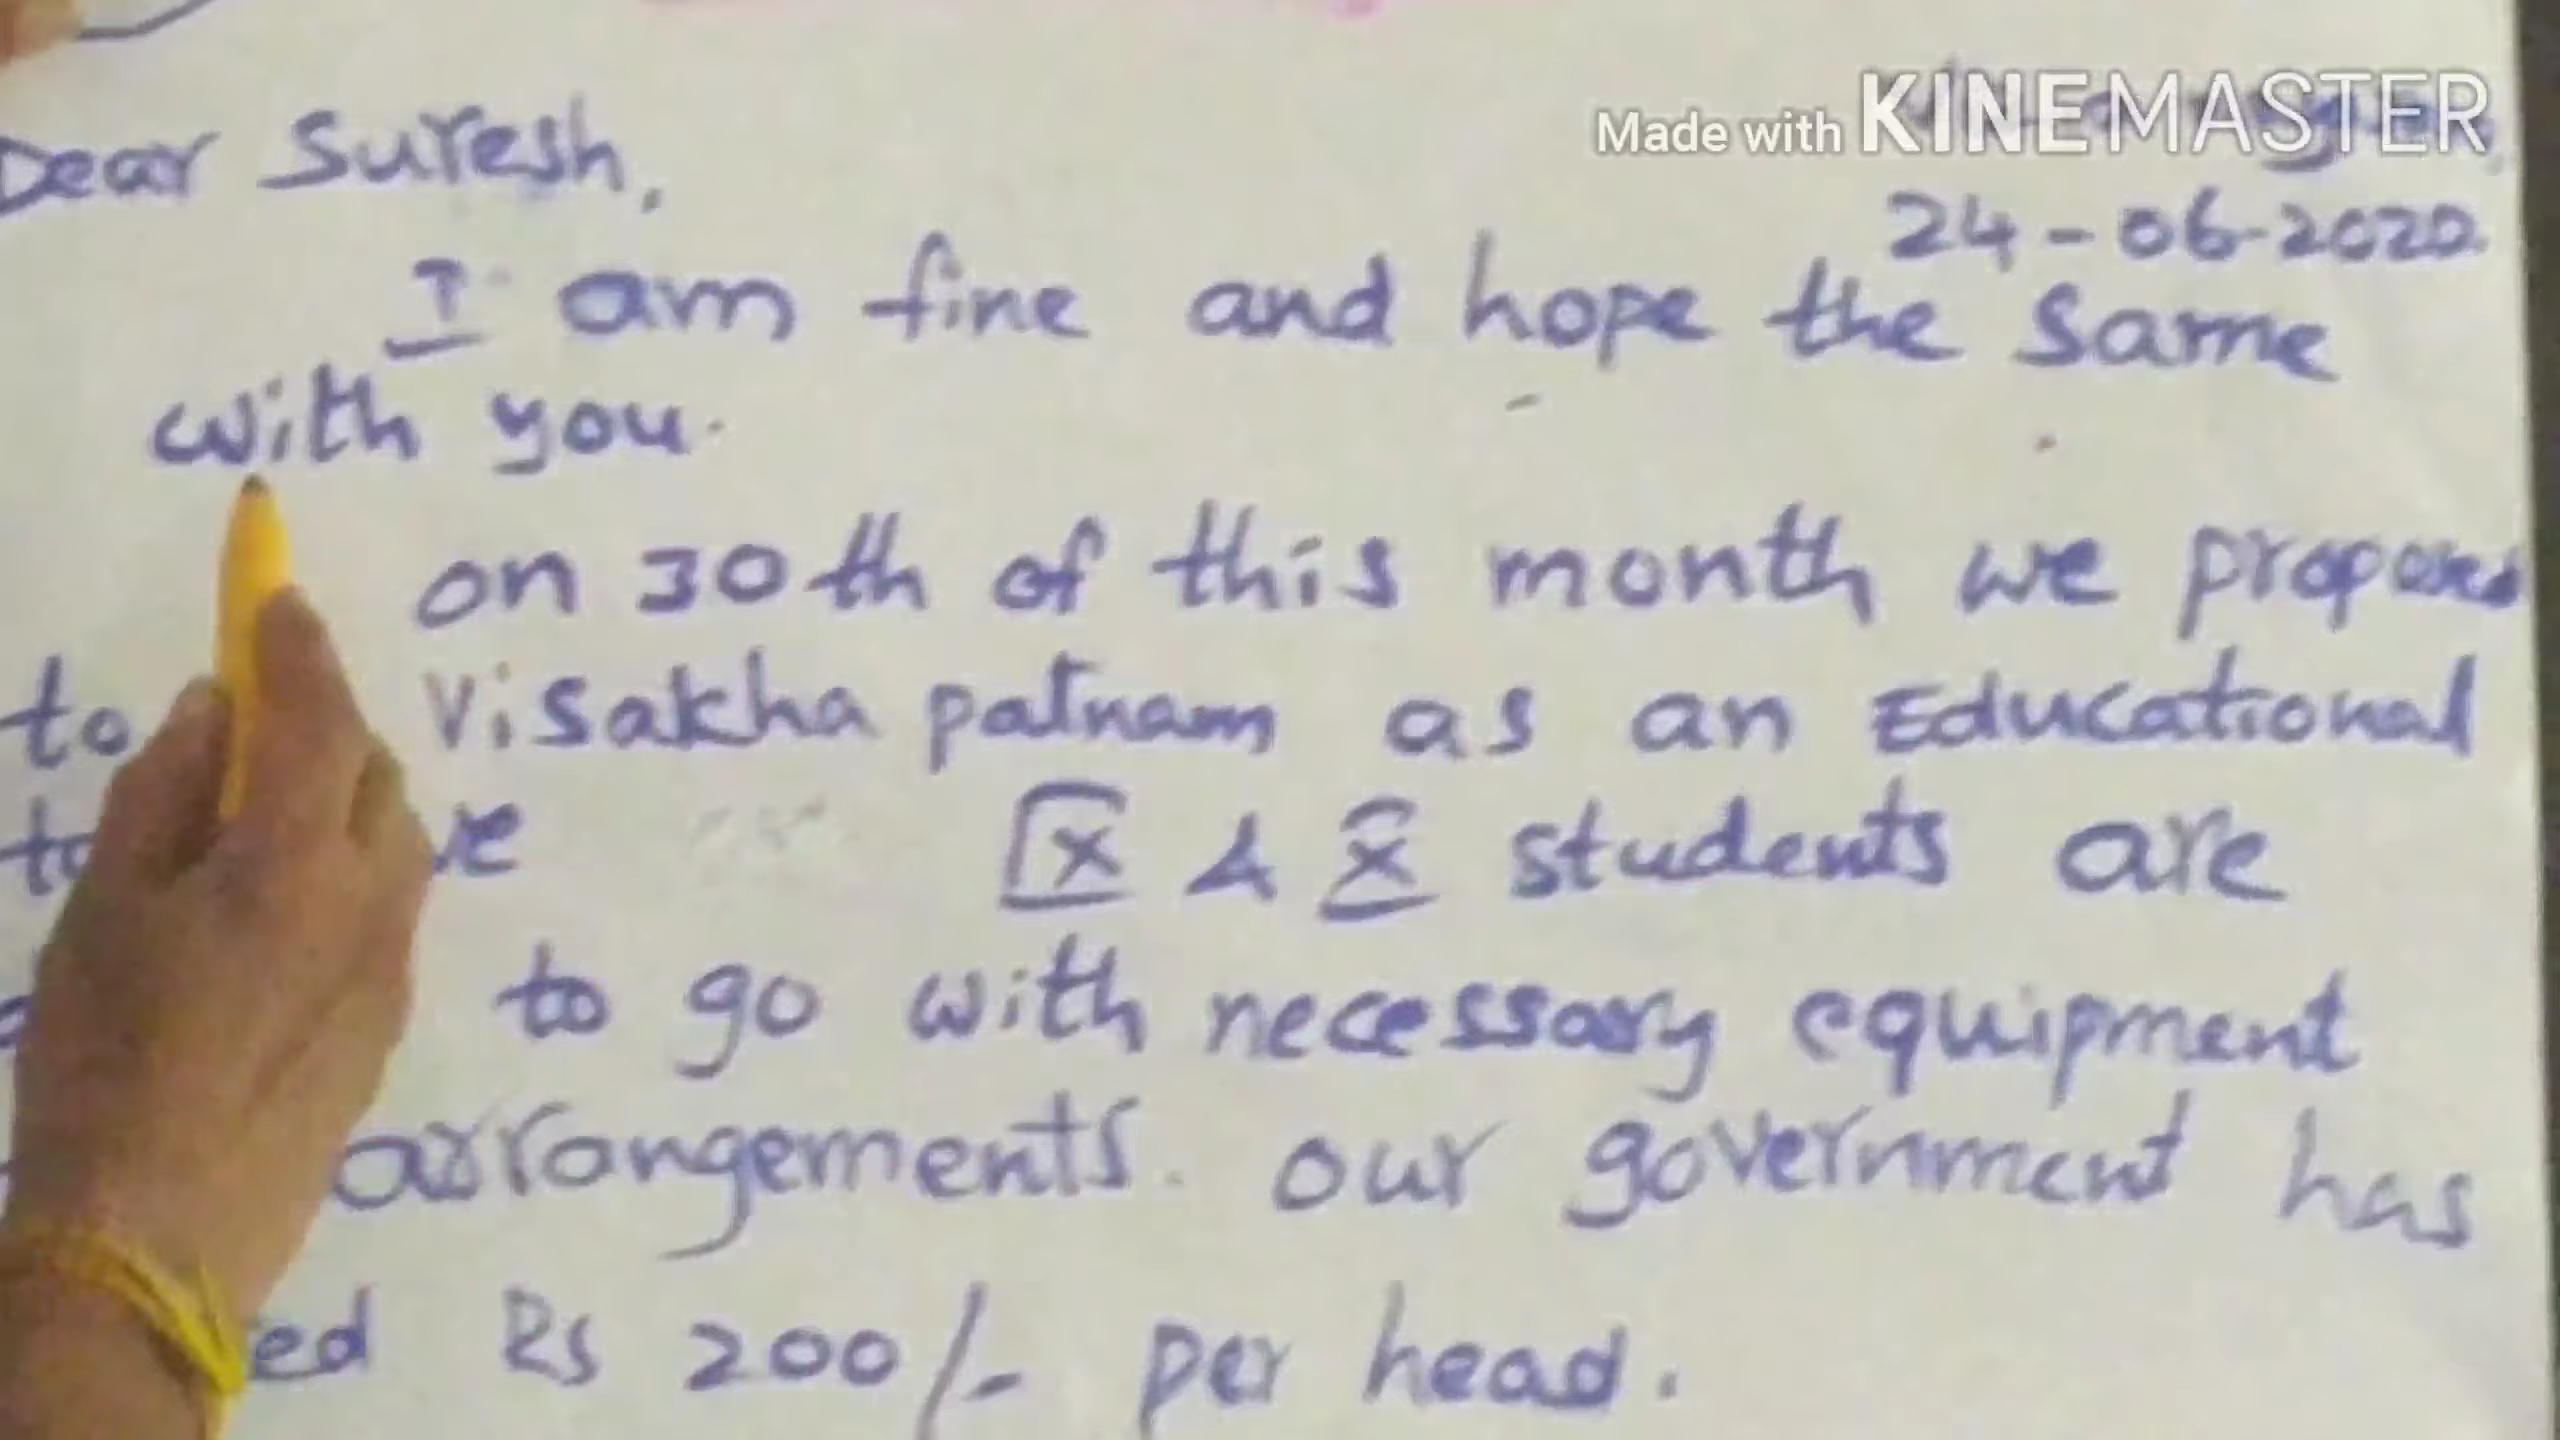 Made with KINEMASTER
Dear Suresh,
24-06-2020.
I am fine and hope the same
with you.
on 30th of this month we
to Visakha patnam as an Educational
IX & X students are
to go with necessary equipment
arrangements. our government has
ed Rs 200/- per head.